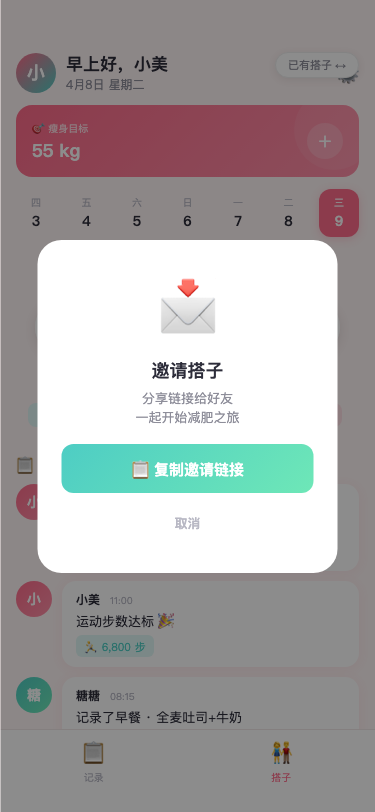 小
早上好，小美
4月8日 星期二
已有搭子 ↔
瘦身目标
55 kg
+
四 五 六 日 一 二 三
3 4 5 6 7 8 9
邀请搭子
分享链接给好友
一起开始减肥之旅
复制邀请链接
取消
小
小
小美 11:00
运动步数达标
6,800 步
糖
糖糖 08:15
记录了早餐 · 全麦吐司+牛奶
记录
搭子